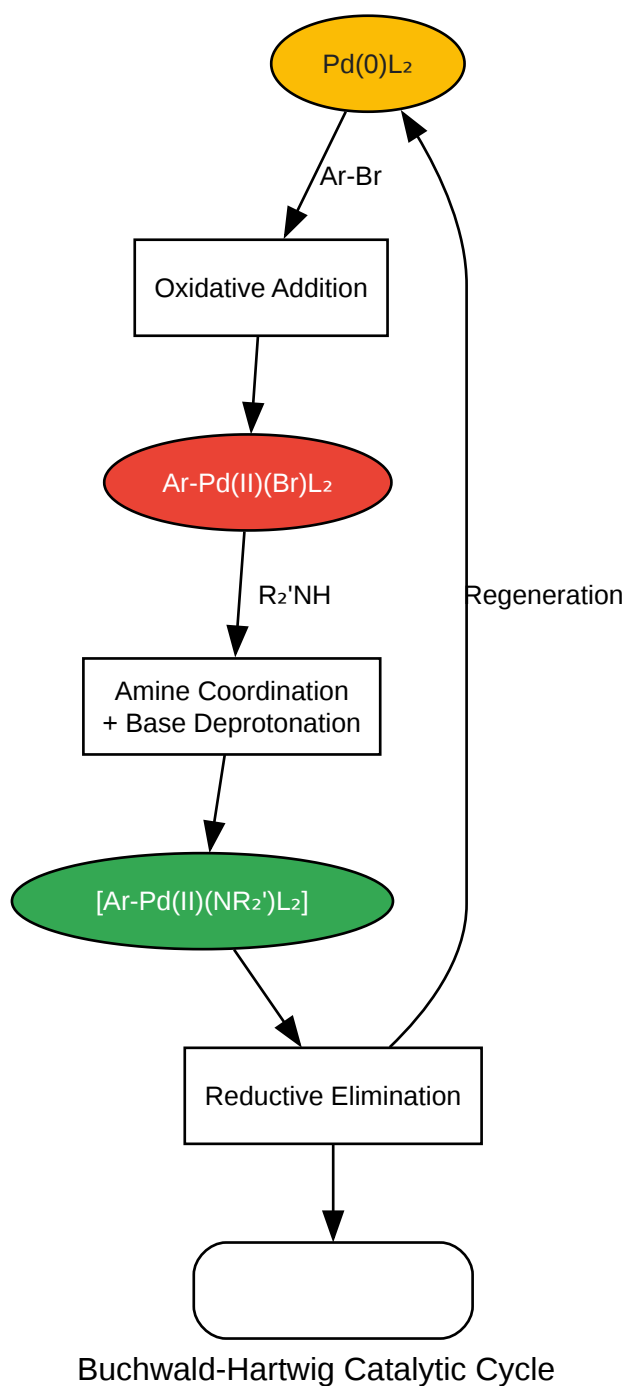 Pd(0)L₂
Ar-Br
Oxidative Addition
Ar-Pd(II)(Br)L₂
R₂'NH
Regeneration
Amine Coordination
+ Base Deprotonation
[Ar-Pd(II)(NR₂')L₂]
Reductive Elimination
Buchwald-Hartwig Catalytic Cycle